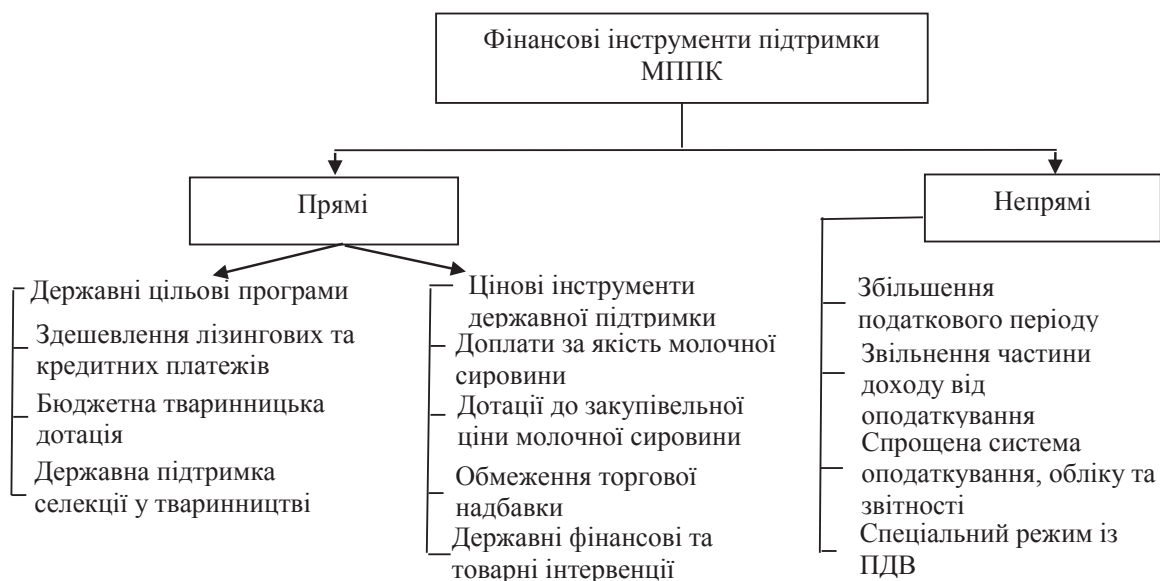 Фінансові інструменти підтримки
МППК
Прямі
Непрямі
Державні цільові програми
Здешевлення лізингових та
кредитних платежів
Бюджетна тваринницька
дотація
Державна підтримка
селекції у тваринництві
Цінові інструменти
державної підтримки
Доплати за якість молочної
сировини
Дотації до закупівельної
ціни молочної сировини
Обмеження торгової
надбавки
Державні фінансові та
товарні інтервенції
Збільшення
податкового періоду
Звільнення частини
доходу від
оподаткування
Спрощена система
оподаткування, обліку та
звітності
Спеціальний режим із
ПДВ